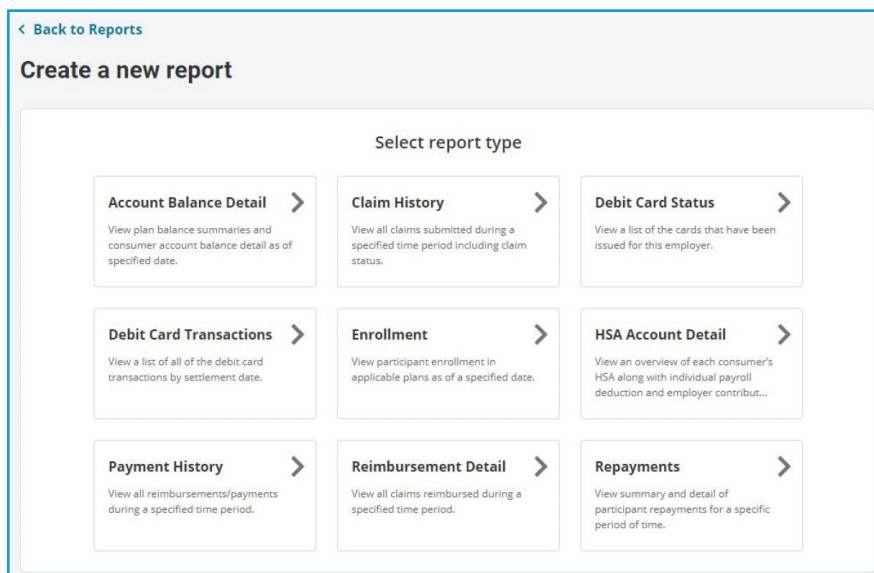 Back to Reports
Create a new report
Select report type
Account Balance Detail
View plan balance summaries and
consumer account balance detail as of
specified date.
Claim History
View all claims submitted during a
specified time period including claim
status.
Debit Card Status
View a list of the cards that have been
issued for this employer.
Debit Card Transactions
View a list of all of the debit card
transactions by settlement date.
Enrollment
View participant enrollment in
applicable plans as of a specified date.
HSA Account Detail
View an overview of each consumer's
HSA along with individual payroll
deduction and employer contribut...
Payment History
View all reimbursements/payments
during a specified time period.
Reimbursement Detail
View all claims reimbursed during a
specified time period.
Repayments
View summary and detail of
participant repayments for a specific
period of time.